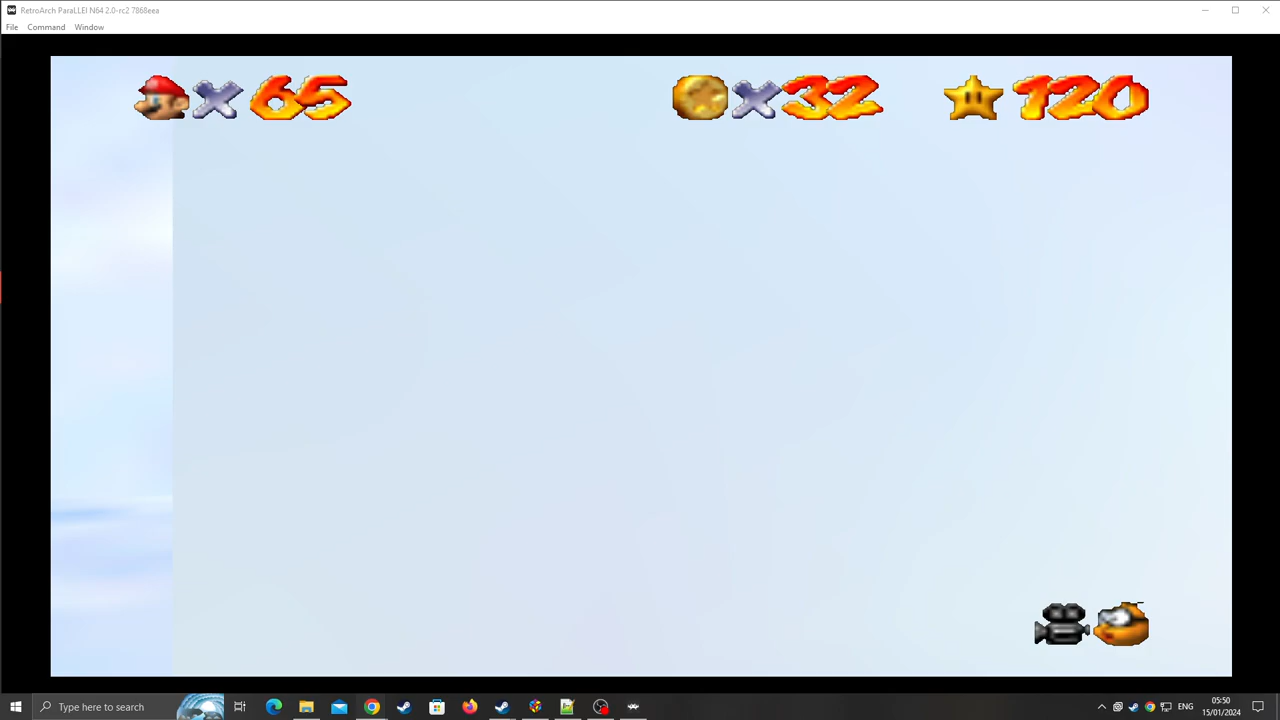 RetroArch ParaLLEl N64 2.0-rc2 7868eea
File Command Window
×65 ×32 120
Type here to search
ENG
05:50
15/01/2024